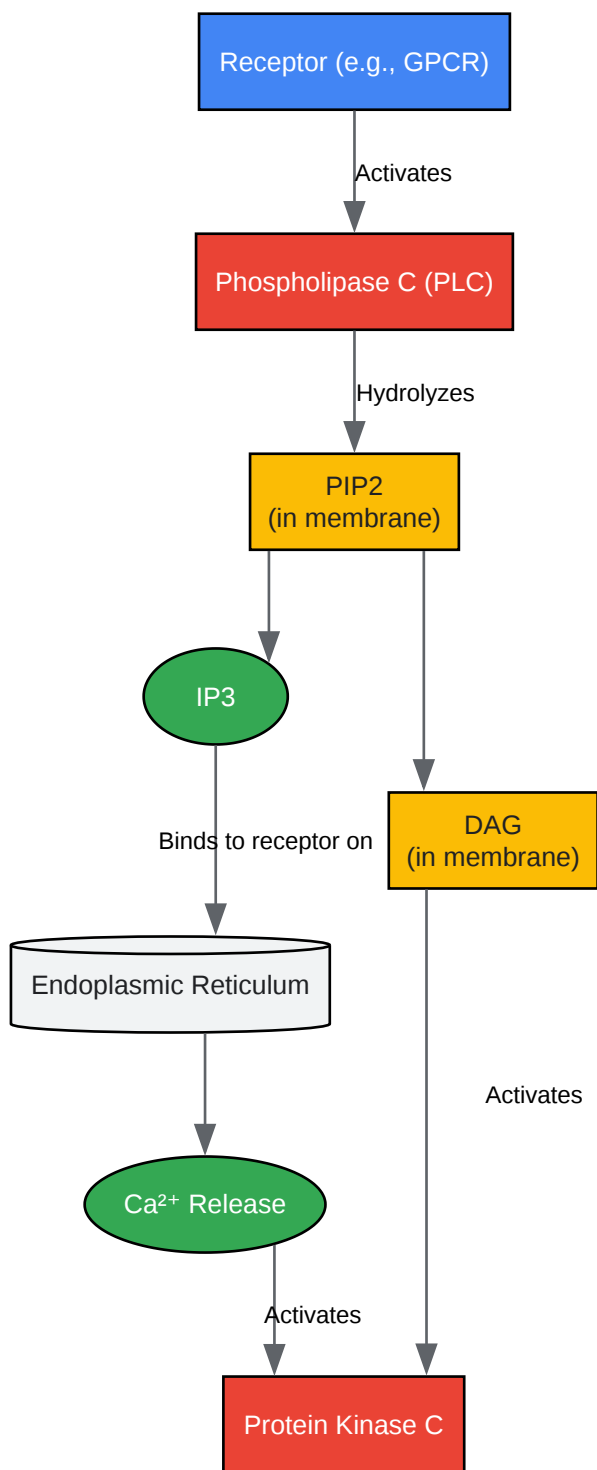 Receptor (e.g., GPCR)
Activates
Phospholipase C (PLC)
Hydrolyzes
PIP2
(in membrane)
IP3
DAG
(in membrane)
Binds to receptor on
Endoplasmic Reticulum
Activates
Ca²⁺ Release
Activates
Protein Kinase C